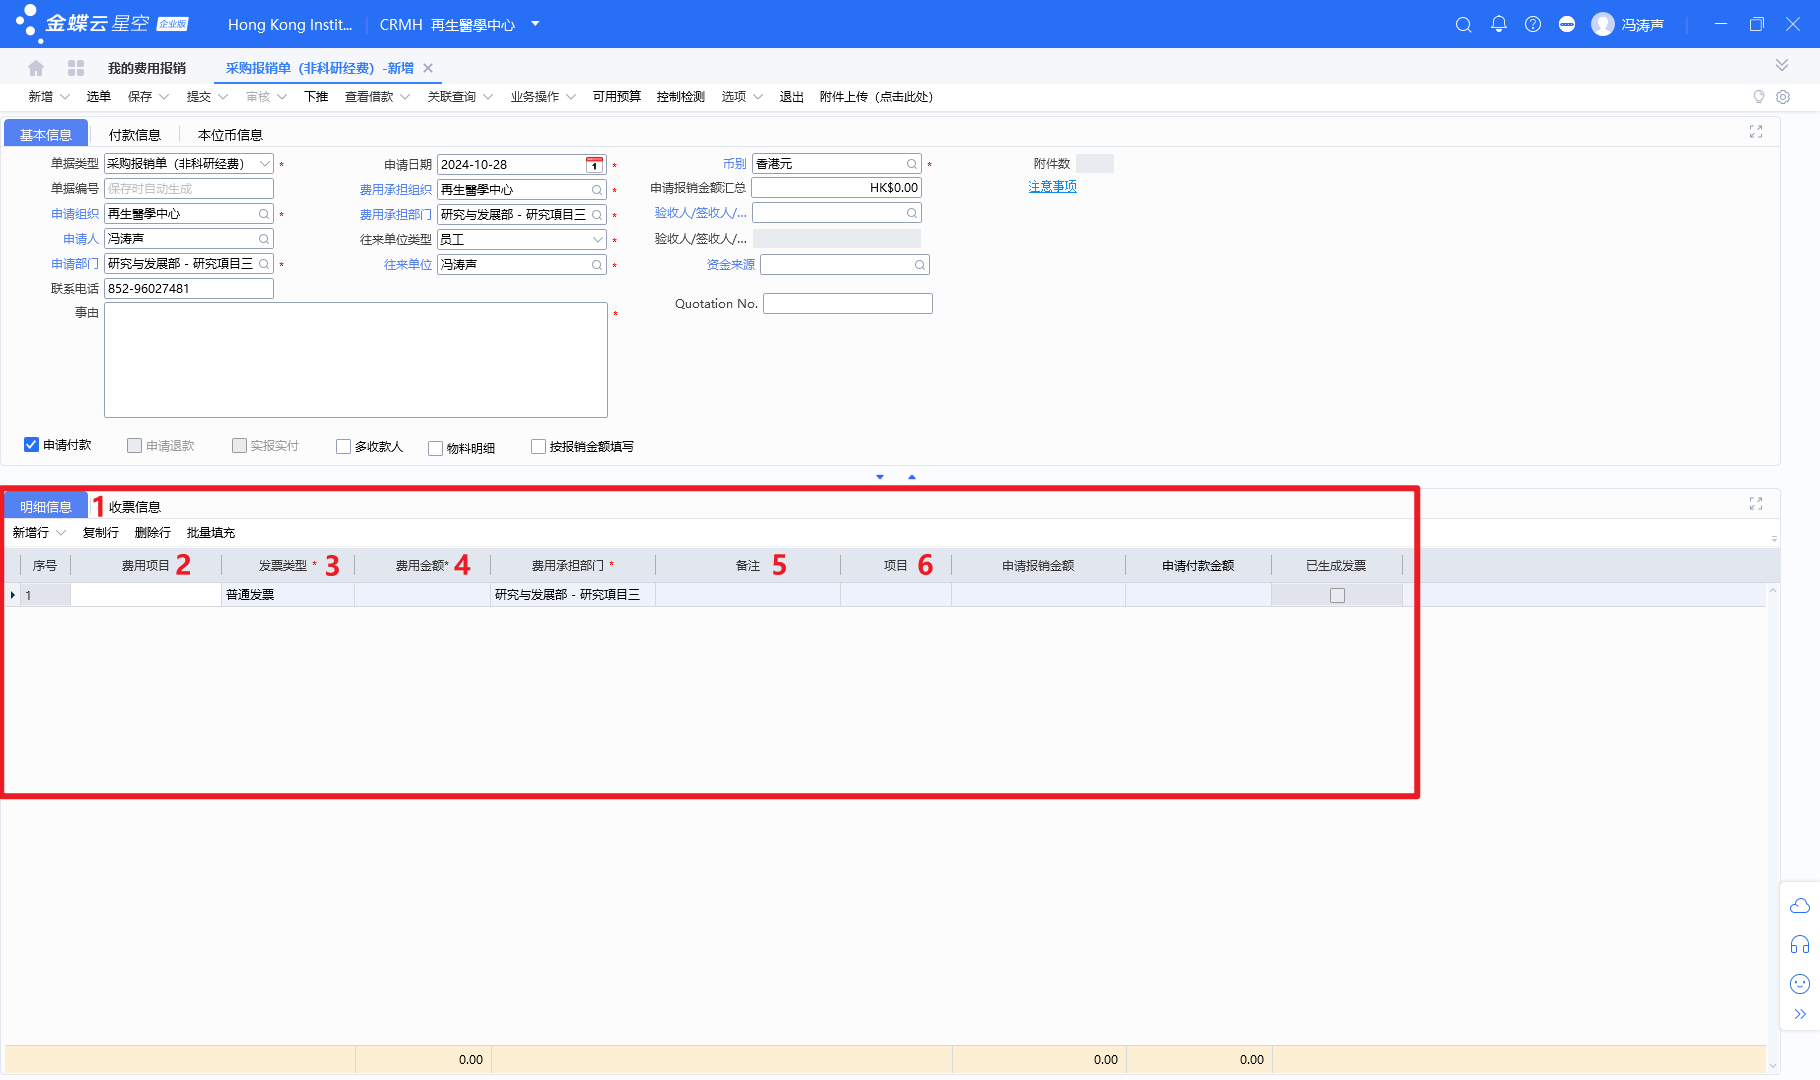 金蝶云 星空 企业版 Hong Kong Instit... CRMH 再生醫學中心 冯涛声
我的费用报销 采购报销单（非科研经费）-新增
新增 选单 保存 提交 审核 下推 查看借款 关联查询 业务操作 可用预算 控制检测 选项 退出 附件上传（点击此处）
基本信息 付款信息 本位币信息
单据类型 采购报销单（非科研经费） * 申请日期 2024-10-28 1 * 币别 香港元 * 附件数
单据编号 保存时自动生成 费用承担组织 再生醫學中心 * 申请报销金额汇总 HK$0.00 注意事项
申请组织 再生醫學中心 * 费用承担部门 研究与发展部 - 研究項目三 * 验收人/签收人/...
申请人 冯涛声 往来单位类型 员工 * 验收人/签收人/...
申请部门 研究与发展部 - 研究項目三 * 往来单位 冯涛声 * 资金来源
联系电话 852-96027481
事由 * Quotation No.
申请付款 申请退款 实报实付 多收款人 物料明细 按报销金额填写
明细信息 1 收票信息
新增行 复制行 删除行 批量填充
序号 费用项目 2 发票类型 * 3 费用金额* 4 费用承担部门 * 备注 5 项目 6 申请报销金额 申请付款金额 已生成发票
1 普通发票 研究与发展部 - 研究項目三
0.00 0.00 0.00